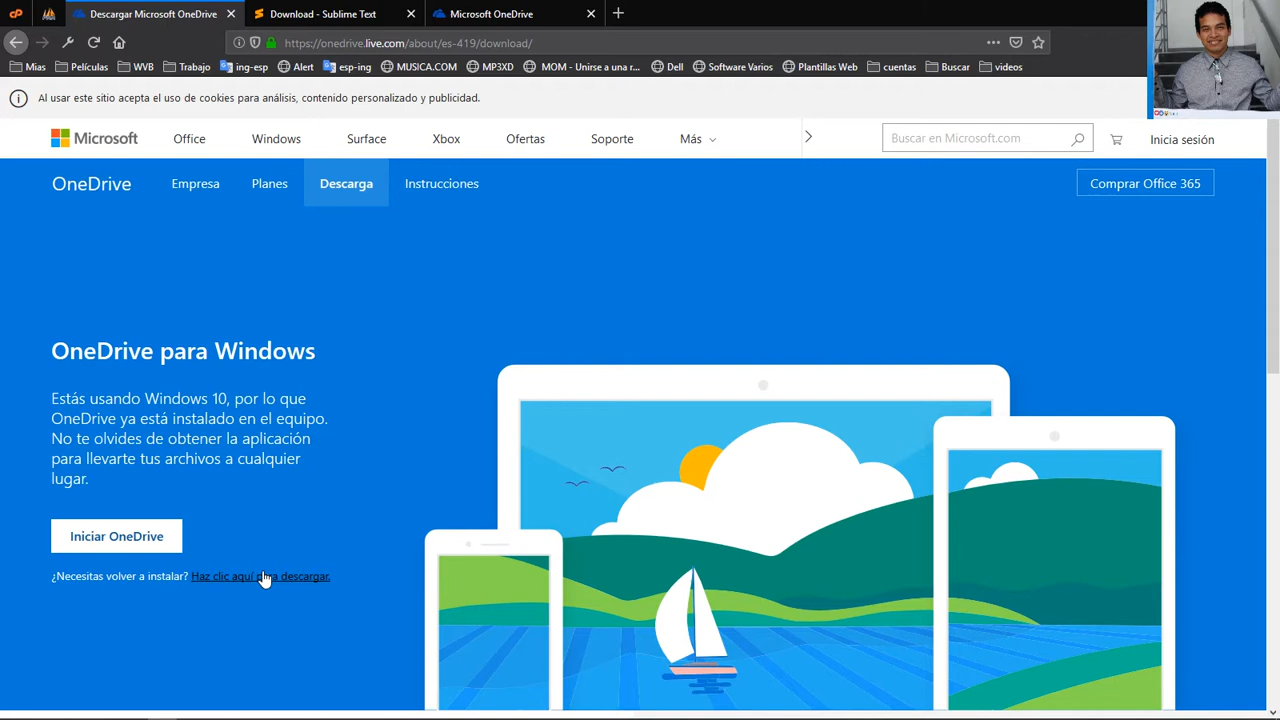 Descargar Microsoft OneDrive
Download - Sublime Text
Microsoft OneDrive
https://onedrive.live.com/about/es-419/download/
Mias
Películas
WVB
Trabajo
ing-esp
Alert
esp-ing
MUSICA.COM
MP3XD
MOM - Unirse a una r...
Dell
Software Varios
Plantillas Web
cuentas
Buscar
videos
Al usar este sitio acepta el uso de cookies para análisis, contenido personalizado y publicidad.
Microsoft
Office
Windows
Surface
Xbox
Ofertas
Soporte
Más
Buscar en Microsoft.com
Inicia sesión
OneDrive
Empresa
Planes
Descarga
Instrucciones
Comprar Office 365
OneDrive para Windows
Estás usando Windows 10, por lo que
OneDrive ya está instalado en el equipo.
No te olvides de obtener la aplicación
para llevarte tus archivos a cualquier
lugar.
Iniciar OneDrive
¿Necesitas volver a instalar? Haz clic aquí para descargar.